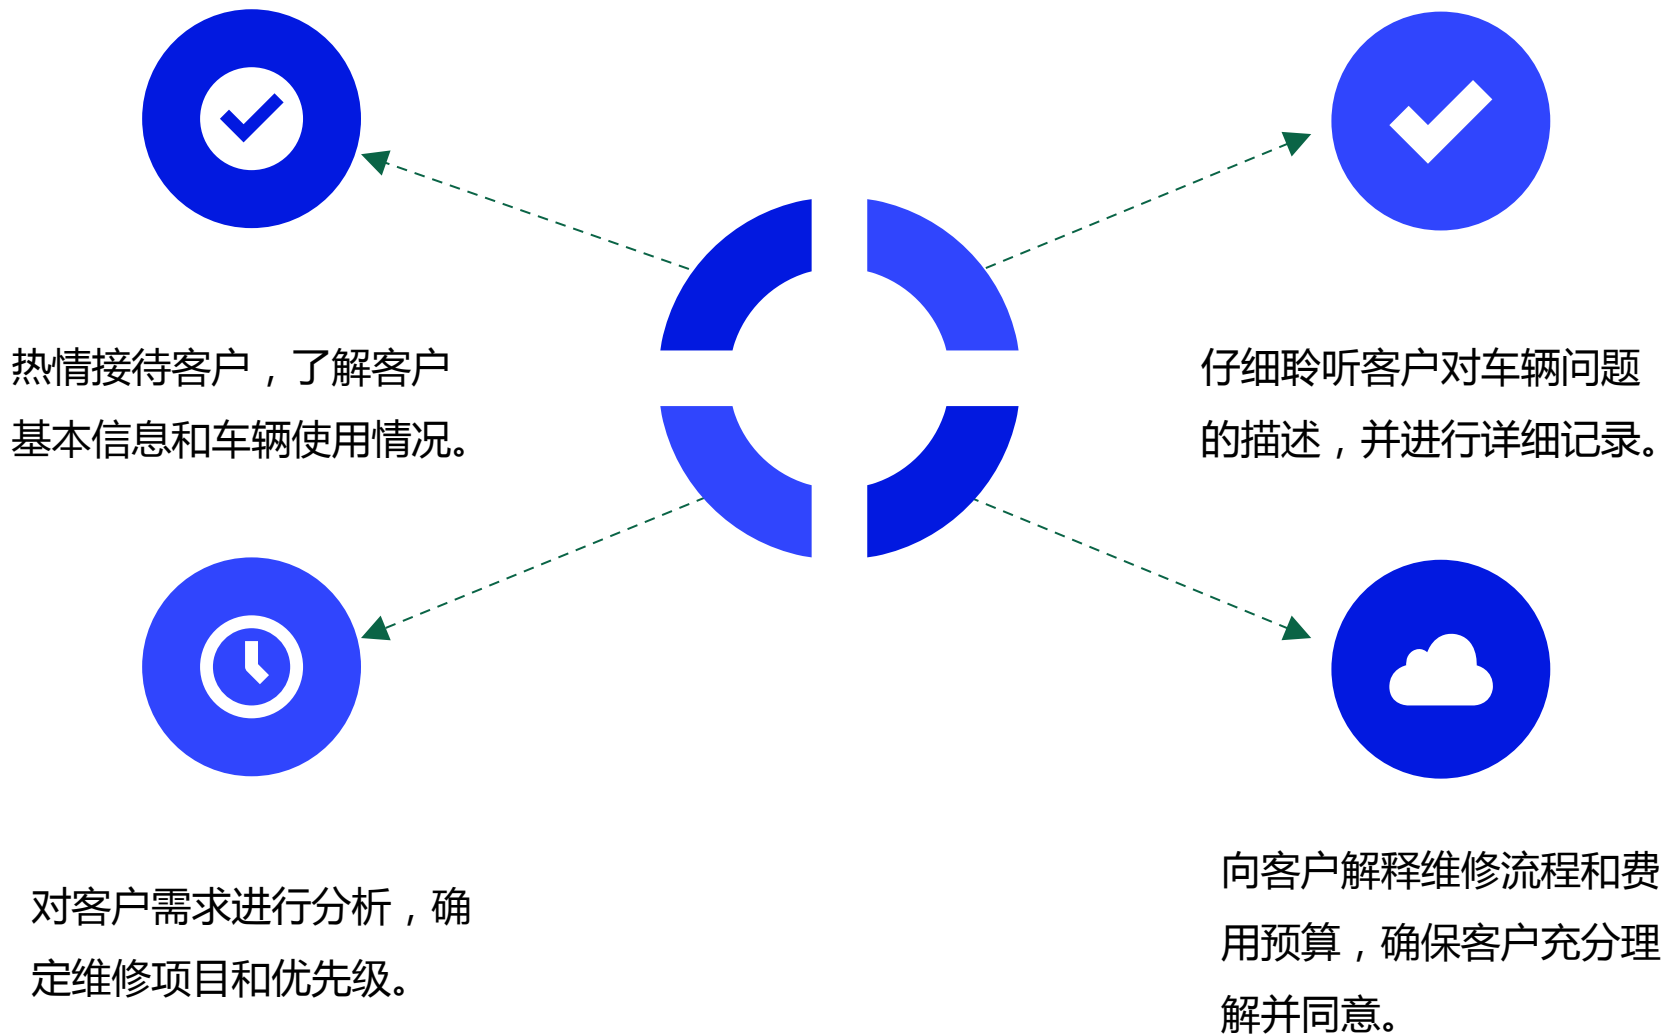 热情接待客户，了解客户
基本信息和车辆使用情况。
仔细聆听客户对车辆问题
的描述，并进行详细记录。
对客户需求进行分析，确
定维修项目和优先级。
向客户解释维修流程和费
用预算，确保客户充分理
解并同意。